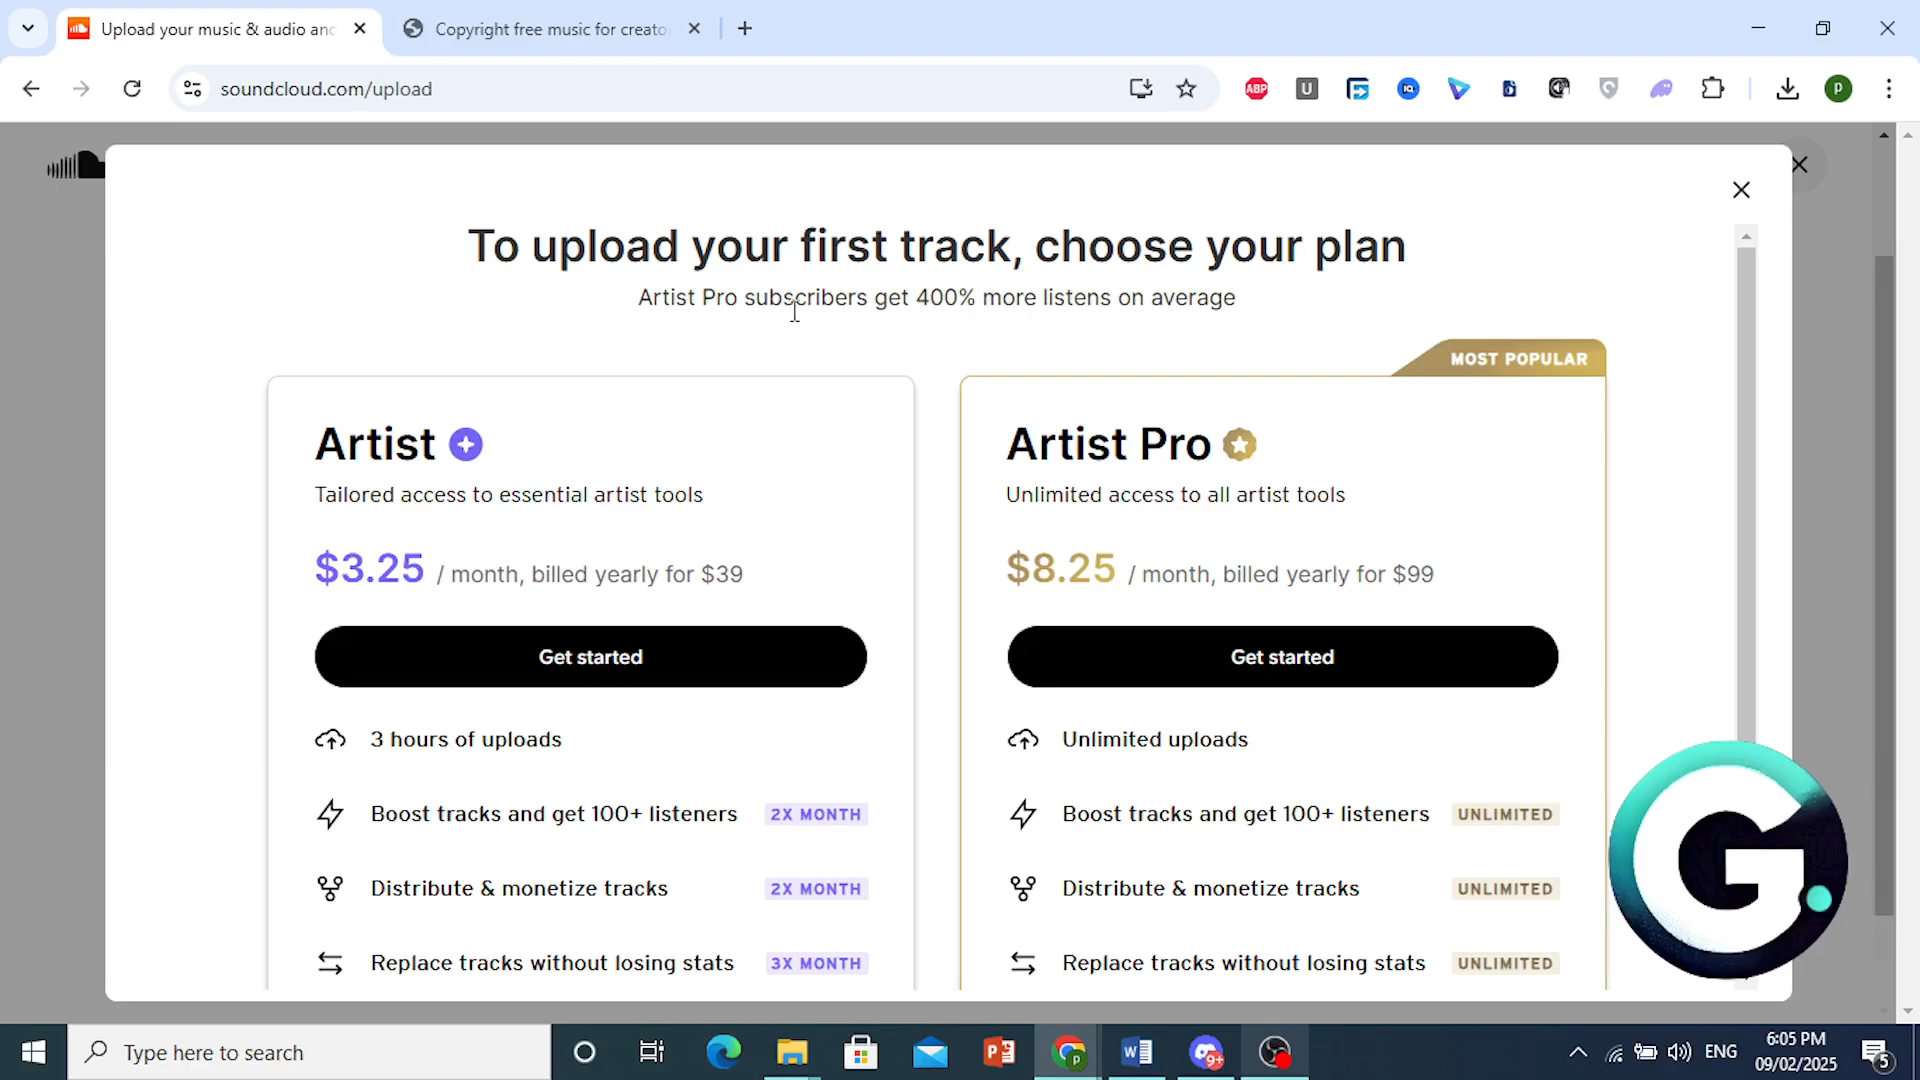 Upload your music & audio and
Copyright free music for creato
soundcloud.com/upload
ABP
U
IQ
P
To upload your first track, choose your plan
Artist Pro subscribers get 400% more listens on average
MOST POPULAR
Artist
Tailored access to essential artist tools
$3.25 / month, billed yearly for $39
Get started
3 hours of uploads
Boost tracks and get 100+ listeners 2X MONTH
Distribute & monetize tracks 2X MONTH
Replace tracks without losing stats 3X MONTH
Artist Pro
Unlimited access to all artist tools
$8.25 / month, billed yearly for $99
Get started
Unlimited uploads
Boost tracks and get 100+ listeners UNLIMITED
Distribute & monetize tracks UNLIMITED
Replace tracks without losing stats UNLIMITED
G
Type here to search
P
P
W
9+
ENG
6:05 PM
09/02/2025
5